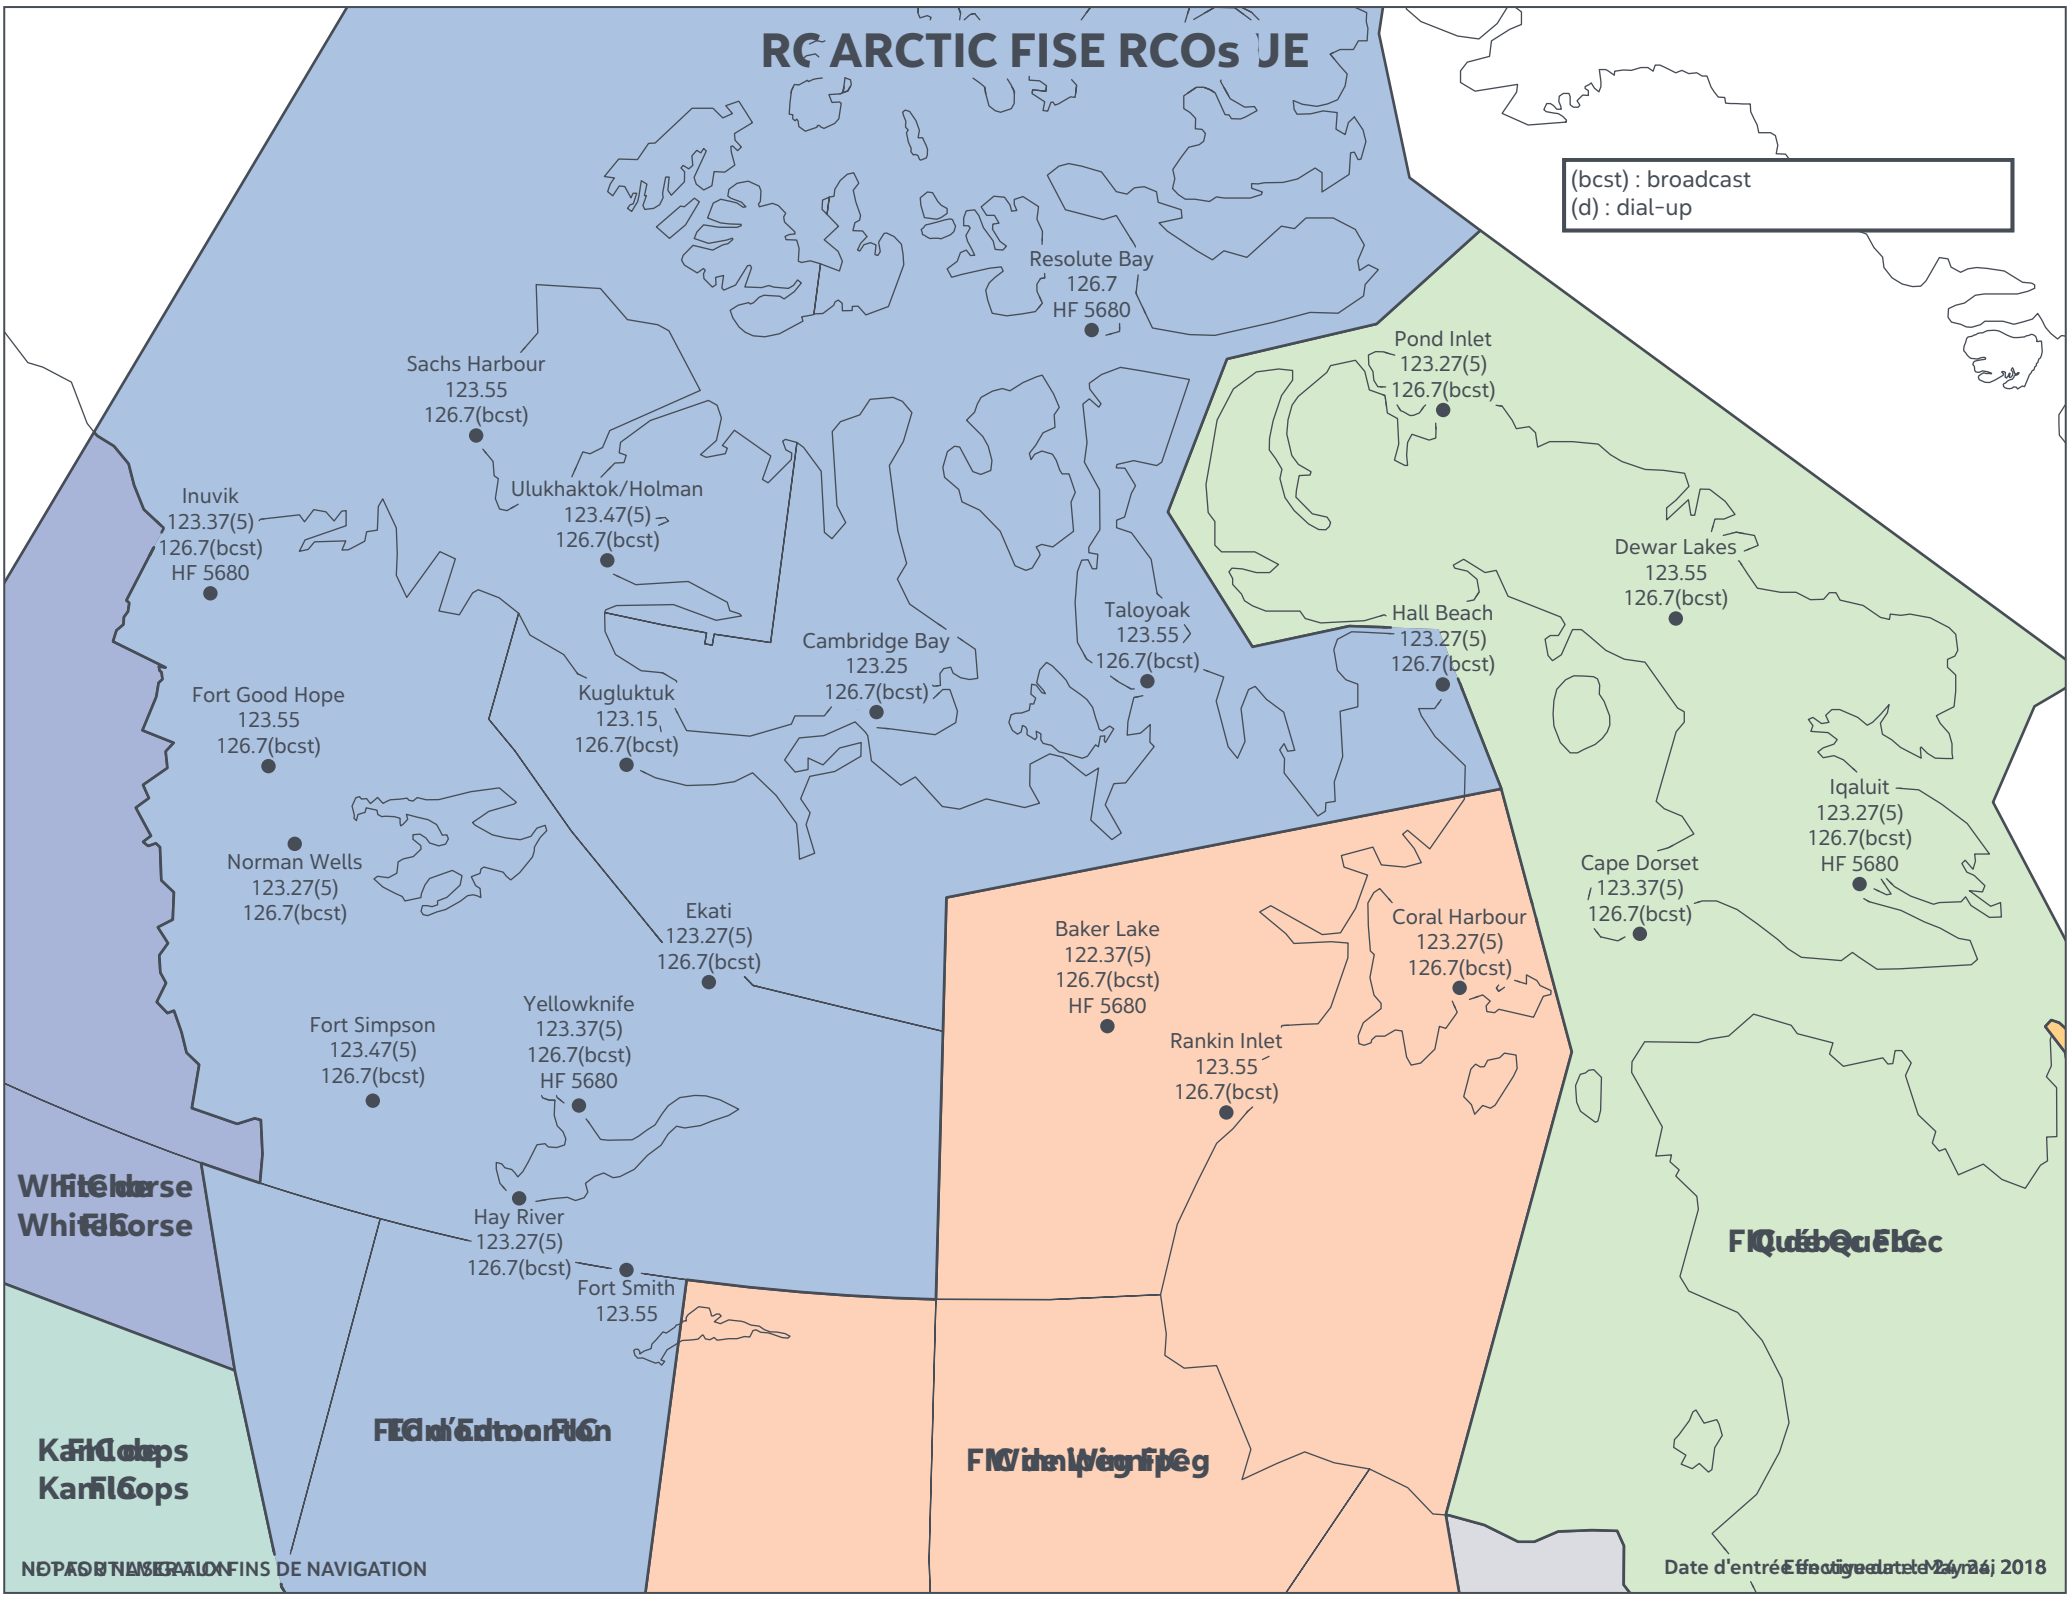 ARCTIC FISE RCOs
(bcst) : broadcast
(d) : dial-up
Resolute Bay
126.7
HF 5680
Pond Inlet
123.27(5)
126.7(bcst)
Sachs Harbour
123.55
126.7(bcst)
Inuvik
123.37(5)
126.7(bcst)
HF 5680
Ulukhaktok/Holman
123.47(5)
126.7(bcst)
Dewar Lakes
123.55
126.7(bcst)
Taloyoak
123.55
126.7(bcst)
Hall Beach
123.27(5)
126.7(bcst)
Cambridge Bay
123.25
126.7(bcst)
Fort Good Hope
123.55
126.7(bcst)
Kugluktuk
123.15
126.7(bcst)
Iqaluit
123.27(5)
126.7(bcst)
HF 5680
Norman Wells
123.27(5)
126.7(bcst)
Cape Dorset
123.37(5)
126.7(bcst)
Ekati
123.27(5)
126.7(bcst)
Baker Lake
122.37(5)
126.7(bcst)
HF 5680
Coral Harbour
123.27(5)
126.7(bcst)
Yellowknife
123.37(5)
126.7(bcst)
HF 5680
Fort Simpson
123.47(5)
126.7(bcst)
Rankin Inlet
123.55
126.7(bcst)
Hay River
123.27(5)
126.7(bcst)
Fort Smith
123.55
FINS DE NAVIGATION
Date d'entrée
2018